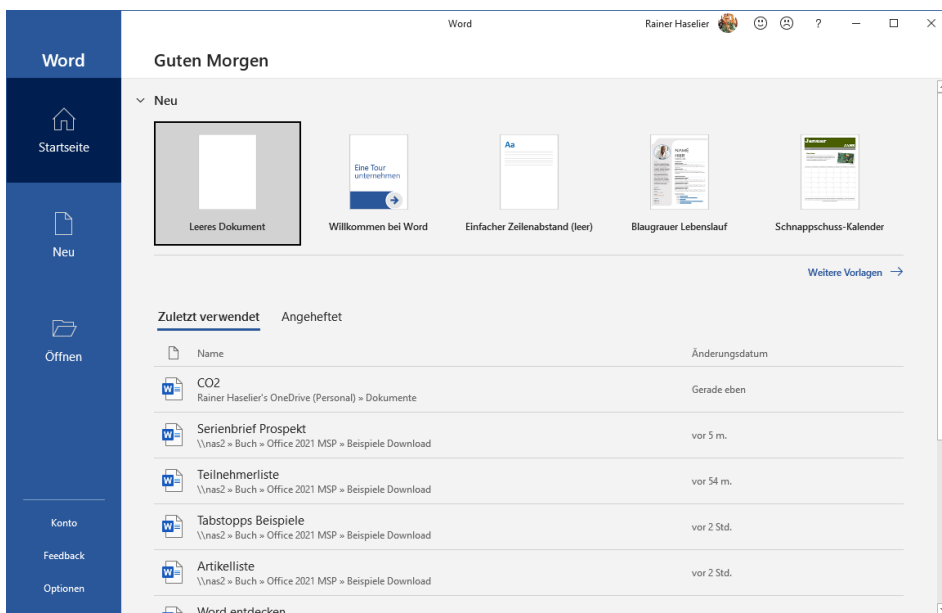 Word
Rainer Haselier
?
Word
Guten Morgen
Startseite
Neu
Öffnen
Konto
Feedback
Optionen
Neu
Eine Tour
unternehmen
Aa
NAME
HIER
Januar
Leeres Dokument
Willkommen bei Word
Einfacher Zeilenabstand (leer)
Blaugrauer Lebenslauf
Schnappschuss-Kalender
Weitere Vorlagen
Zuletzt verwendet
Angeheftet
Name
Änderungsdatum
CO2
Rainer Haselier's OneDrive (Personal) » Dokumente
Gerade eben
Serienbrief Prospekt
\\nas2 » Buch » Office 2021 MSP » Beispiele Download
vor 5 m.
Teilnehmerliste
\\nas2 » Buch » Office 2021 MSP » Beispiele Download
vor 54 m.
Tabstopps Beispiele
\\nas2 » Buch » Office 2021 MSP » Beispiele Download
vor 2 Std.
Artikelliste
\\nas2 » Buch » Office 2021 MSP » Beispiele Download
vor 2 Std.
Word entdecken